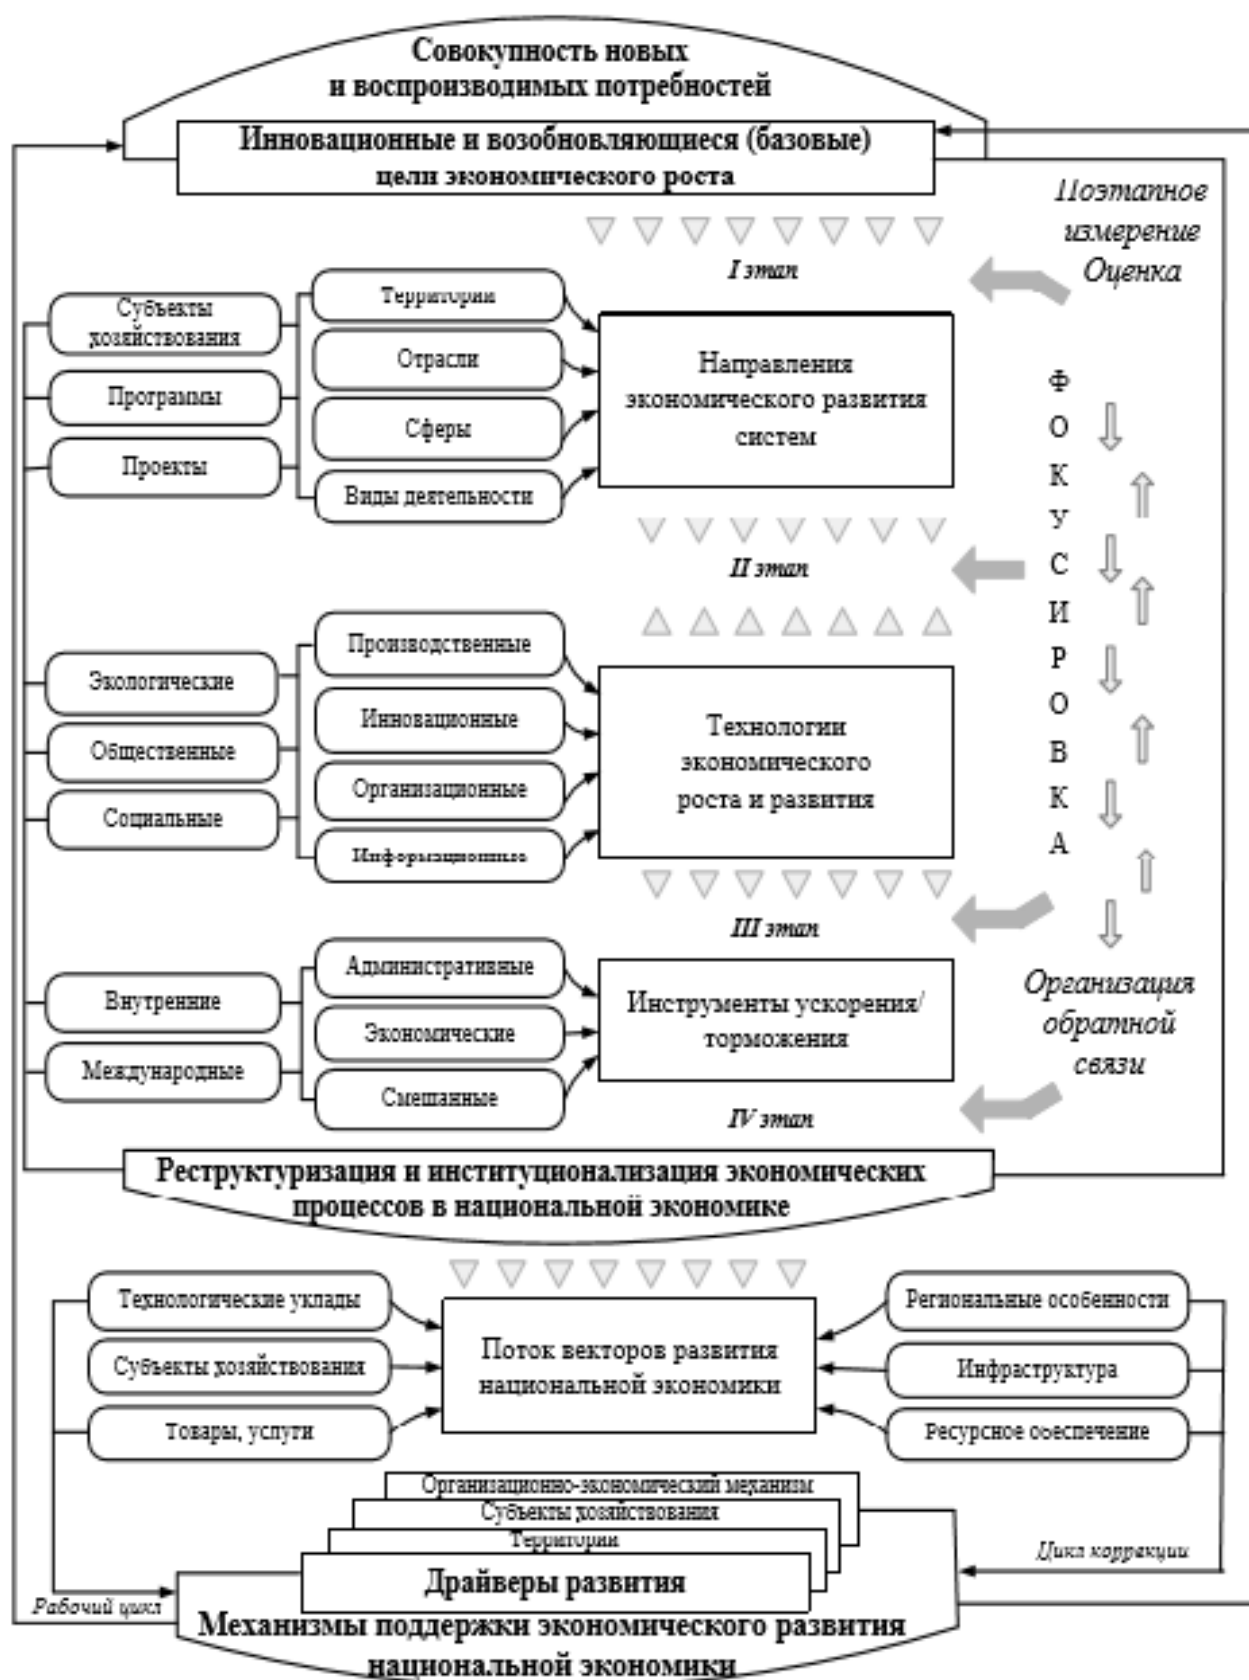 Совокупность новых
и воспроизводимых потребностей
Инновационные и возобновляющиеся (базовые)
цели экономического роста
Поэтапное
измерение
Оценка
I этап
Субъекты
хозяйствования
Программы
Проекты
Территории
Отрасли
Сферы
Виды деятельности
Направления
экономического развития
систем
Ф
О
К
У
С
И
Р
О
В
К
А
II этап
Экологические
Общественные
Социальные
Производственные
Инновационные
Организационные
Информационные
Технологии
экономического
роста и развития
III этап
Внутренние
Международные
Административные
Экономические
Смешанные
Инструменты ускорения/
торможения
Организация
обратной
связи
IV этап
Реструктуризация и институционализация экономических
процессов в национальной экономике
Технологические уклады
Субъекты хозяйствования
Товары, услуги
Поток векторов развития
национальной экономики
Региональные особенности
Инфраструктура
Ресурсное обеспечение
Организационно-экономический механизм
Субъекты хозяйствования
Территории
Драйверы развития
Рабочий цикл
Цикл коррекции
Механизмы поддержки экономического развития
национальной экономики